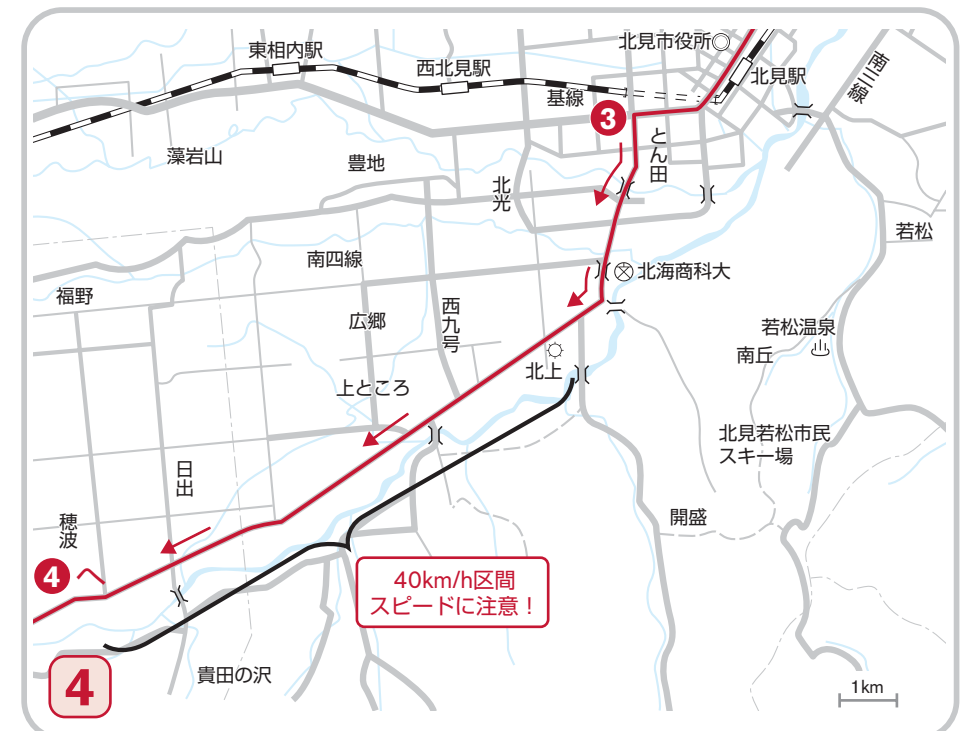 北見市役所
東相内駅
西北見駅
北見駅
南三線
基線
3
とん田
藻岩山
豊地
北光
若松
南四線
北海商科大
福野
広郷
西九号
若松温泉
南丘
北上
上ところ
北見若松市民
スキー場
日出
穂波
開盛
4
40km/h区間
スピードに注意！
貴田の沢
4
1km